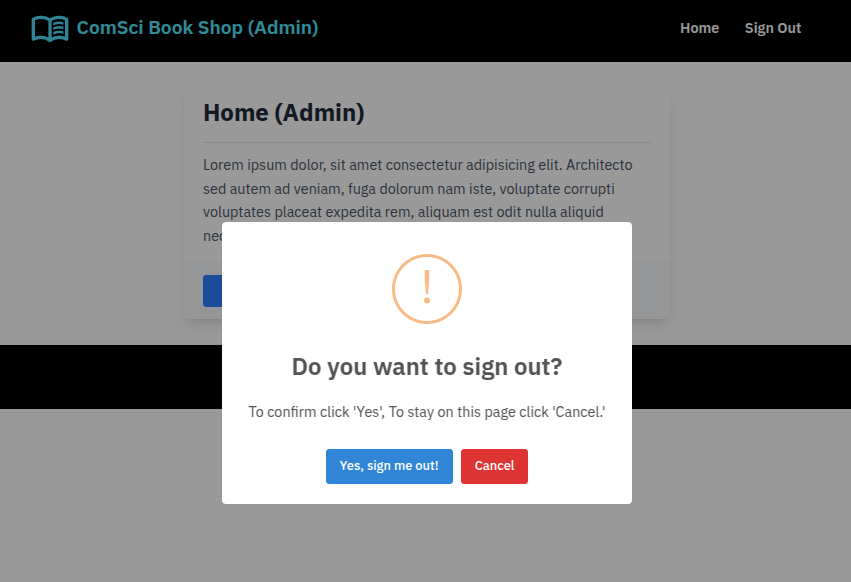 ComSci Book Shop (Admin)
Home
Sign Out
Home (Admin)
Lorem ipsum dolor, sit amet consectetur adipisicing elit. Architecto
sed autem ad veniam, fuga dolorum nam iste, voluptate corrupti
voluptates placeat expedita rem, aliquam est odit nulla aliquid
!
Do you want to sign out?
To confirm click 'Yes', To stay on this page click 'Cancel.'
Yes, sign me out!
Cancel